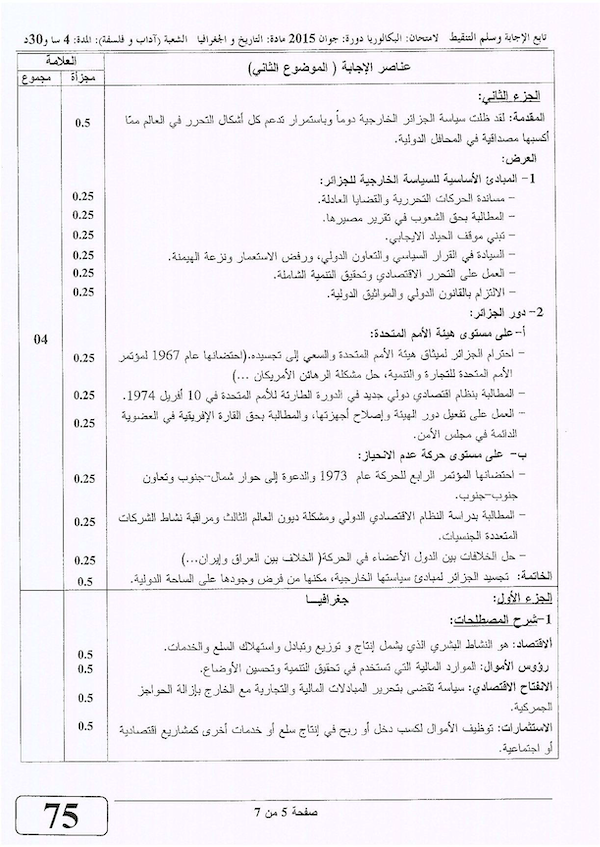 تابع الإجابة وسلم التنقيط لامتحان: البكالوريا دورة: جوان 2015 مادة: التاريخ و الجغرافيا الشعبة (آداب و فلسفة): المدة: 4 سا و30د
العلامة
عناصر الإجابة ( الموضوع الثاني)
مجزأة مجموع
الجزء الثاني:
المقدمة: لقد ظلت سياسة الجزائر الخارجية دوماً وباستمرار تدعم كل أشكال التحرر في العالم ممّا 0.5
أكسبها مصداقية في المحافل الدولية.
العرض:
1- المبادئ الأساسية للسياسة الخارجية للجزائر:
- مساندة الحركات التحررية والقضايا العادلة. 0.25
- المطالبة بحق الشعوب في تقرير مصيرها. 0.25
- تبني موقف الحياد الايجابي. 0.25
- السيادة في القرار السياسي والتعاون الدولي، ورفض الاستعمار ونزعة الهيمنة. 0.25
- العمل على التحرر الاقتصادي وتحقيق التنمية الشاملة. 0.25
- الالتزام بالقانون الدولي والمواثيق الدولية. 0.25
2- دور الجزائر:
أ- على مستوى هيئة الأمم المتحدة: 04
- احترام الجزائر لميثاق هيئة الأمم المتحدة والسعي إلى تجسيده.(احتضانها عام 1967 لمؤتمر 0.25
الأمم المتحدة للتجارة والتنمية، حل مشكلة الرهائن الأمريكان ...)
- المطالبة بنظام اقتصادي دولي جديد في الدورة الطارئة للأمم المتحدة في 10 أفريل 1974. 0.25
- العمل على تفعيل دور الهيئة وإصلاح أجهزتها، والمطالبة بحق القارة الإفريقية في العضوية 0.25
الدائمة في مجلس الأمن.
ب- على مستوى حركة عدم الانحياز:
- احتضانها المؤتمر الرابع للحركة عام 1973 والدعوة إلى حوار شمال-جنوب وتعاون 0.25
جنوب-جنوب.
- المطالبة بدراسة النظام الاقتصادي الدولي ومشكلة ديون العالم الثالث ومراقبة نشاط الشركات 0.25
المتعددة الجنسيات.
- حل الخلافات بين الدول الأعضاء في الحركة( الخلاف بين العراق وإيران...) 0.25
الخاتمة: تجسيد الجزائر لمبادئ سياستها الخارجية، مكنها من فرض وجودها على الساحة الدولية. 0.5
الجزء الأول: جغرافيـــا
1-شرح المصطلحات:
الاقتصاد: هو النشاط البشري الذي يشمل إنتاج و توزيع وتبادل واستهلاك السلع والخدمات. 0.5
رؤوس الأموال: الموارد المالية التي تستخدم في تحقيق التنمية وتحسين الأوضاع. 0.5
الانفتاح الاقتصادي: سياسة تقضى بتحرير المبادلات المالية والتجارية مع الخارج بإزالة الحواجز 0.5
الجمركية.
الاستثمارات: توظيف الأموال لكسب دخل أو ربح في إنتاج سلع أو خدمات أخرى كمشاريع اقتصادية 0.5
أو اجتماعية.
صفحة 5 من 7
75